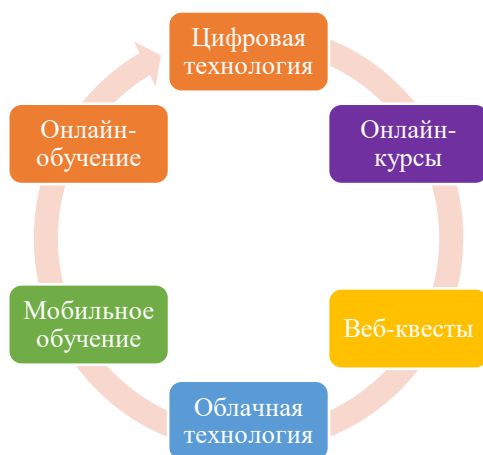 Цифровая
технология
Онлайн-
курсы
Веб-квесты
Облачная
технология
Мобильное
обучение
Онлайн-
обучение